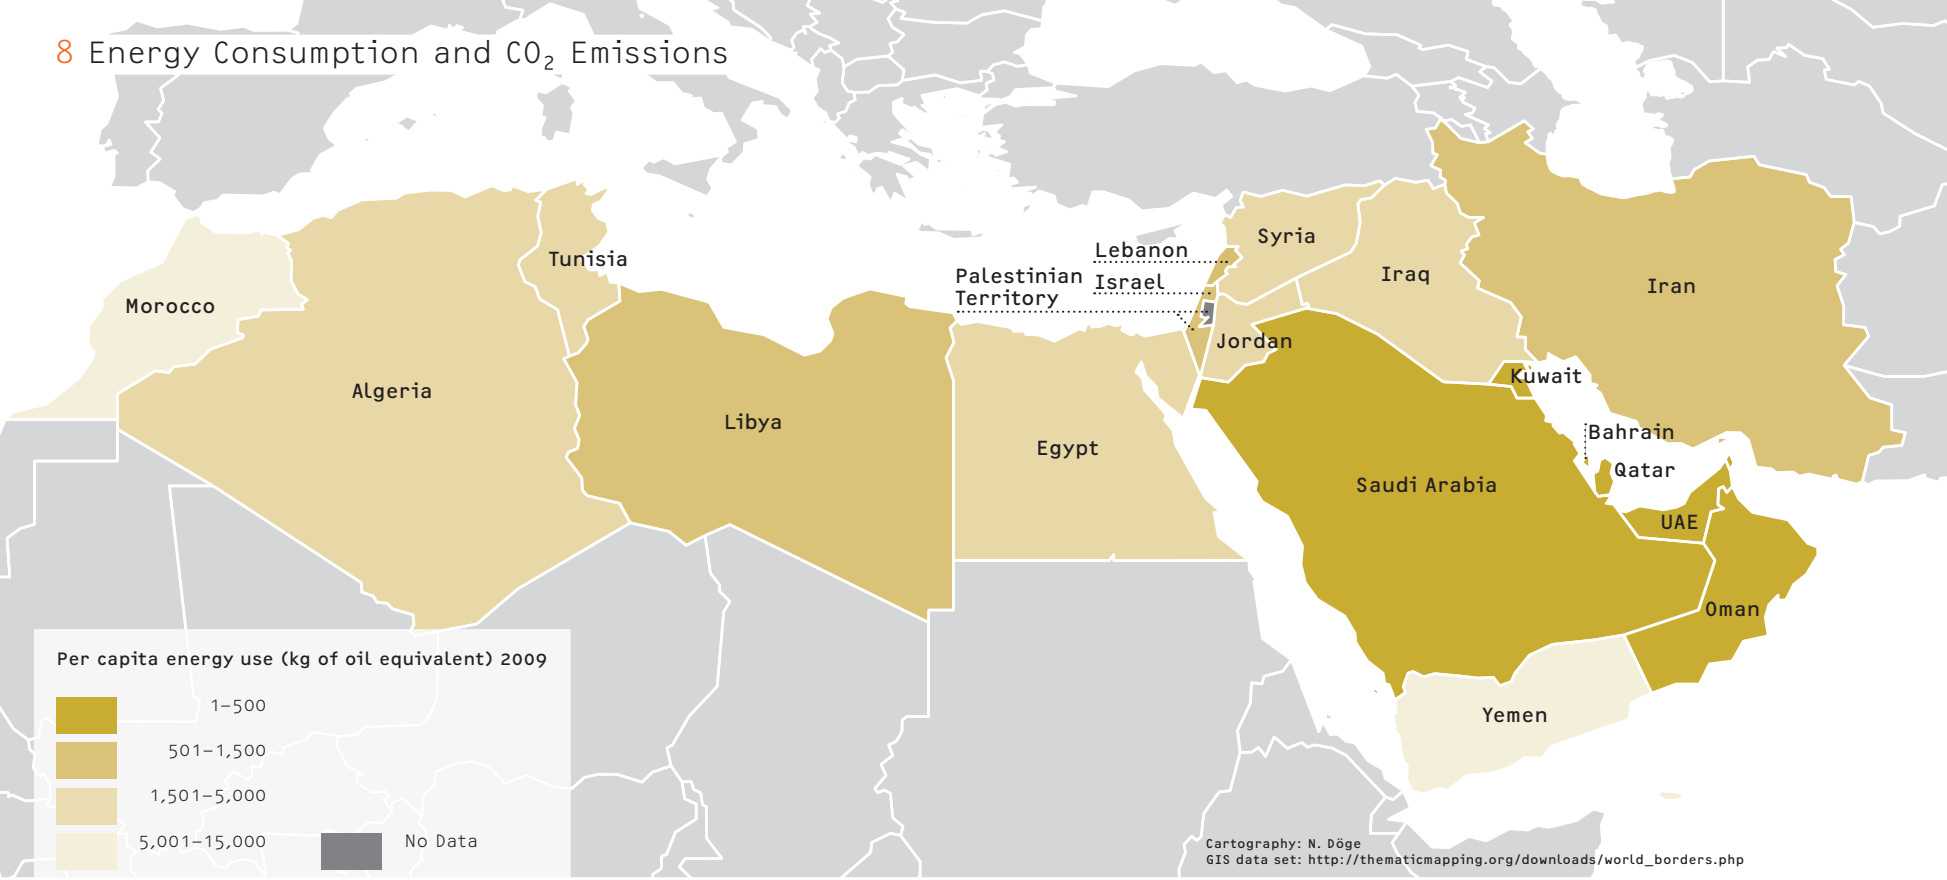 8 Energy Consumption and CO₂ Emissions
Lebanon
Syria
Palestinian
Territory
Israel
Iraq
Iran
Tunisia
Morocco
Jordan
Kuwait
Algeria
Libya
Egypt
Bahrain
Qatar
Saudi Arabia
UAE
Oman
Yemen
Per capita energy use (kg of oil equivalent) 2009
1–500
501–1,500
1,501–5,000
5,001–15,000
No Data
Cartography: N. Döge
GIS data set: http://thematicmapping.org/downloads/world_borders.php